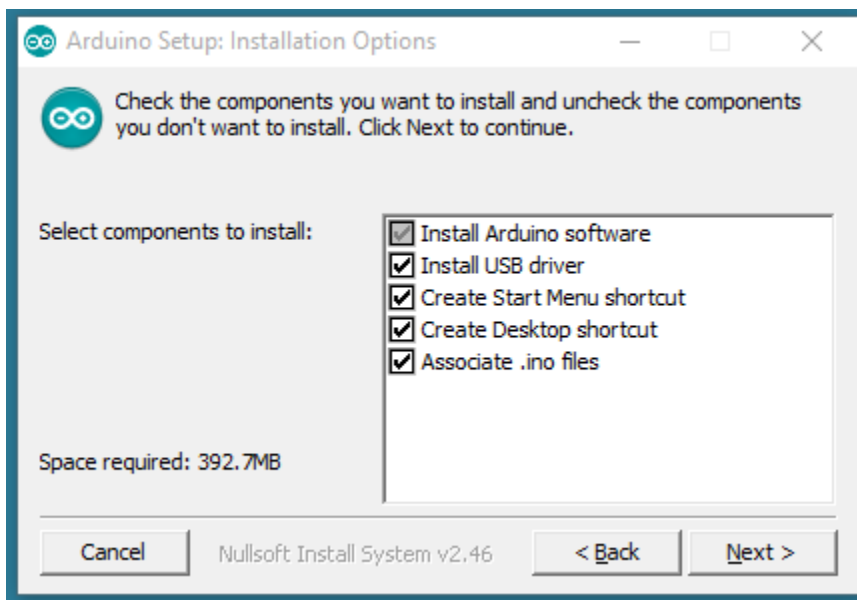 Arduino Setup: Installation Options
Check the components you want to install and uncheck the components
you don't want to install. Click Next to continue.
Select components to install:
Install Arduino software
Install USB driver
Create Start Menu shortcut
Create Desktop shortcut
Associate .ino files
Space required: 392.7MB
Cancel
Nullsoft Install System v2.46
< Back
Next >